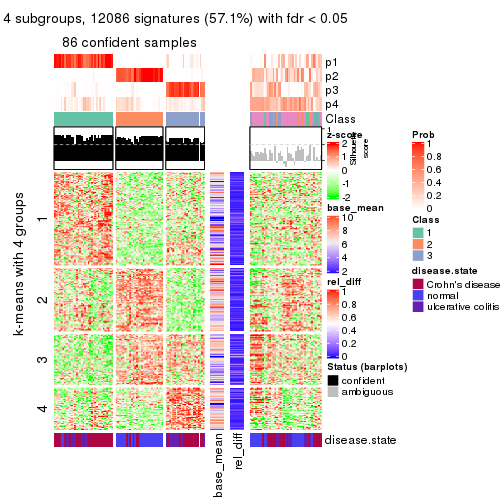 4 subgroups, 12086 signatures (57.1%) with fdr < 0.05
86 confident samples
p1
p2
p3
p4
Class
1
Silhouette
score
k-means with 4 groups
1
2
3
4
base_mean
rel_diff
disease.state
z-score
2
1
0
-1
-2
base_mean
10
8
6
4
2
rel_diff
1
0.8
0.6
0.4
0.2
0
Status (barplots)
confident
ambiguous
Prob
1
0.8
0.6
0.4
0.2
0
Class
1
2
3
disease.state
Crohn's disease
normal
ulcerative colitis